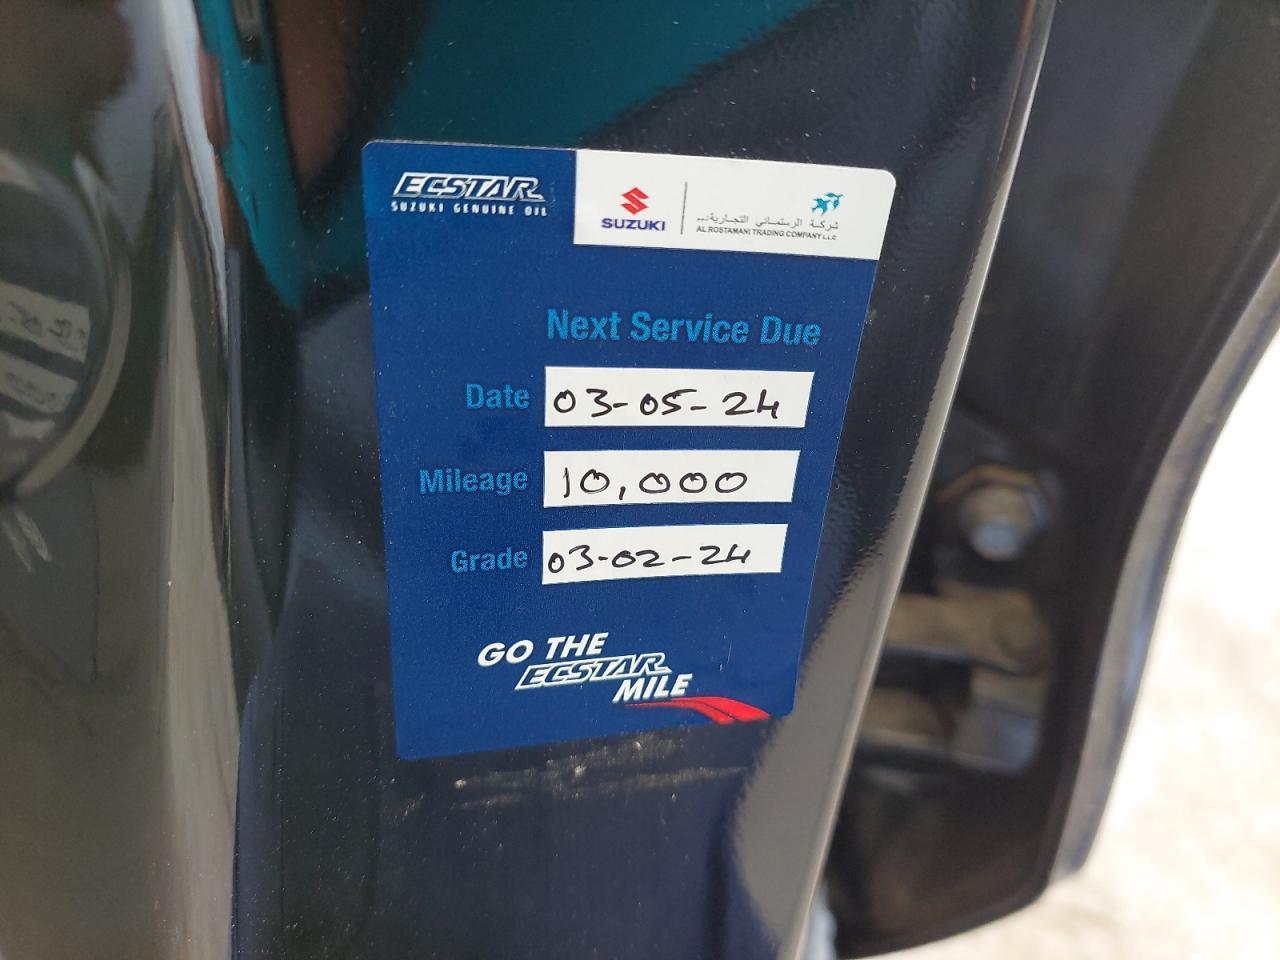 ECSTAR
SUZUKI GENUINE OIL
SUZUKI
شركة الرستماني التجارية ذ.م.م
AL ROSTAMANI TRADING COMPANY L.L.C
Next Service Due
Date 03-05-24
Mileage 10,000
Grade 03-02-24
GO THE
ECSTAR
MILE